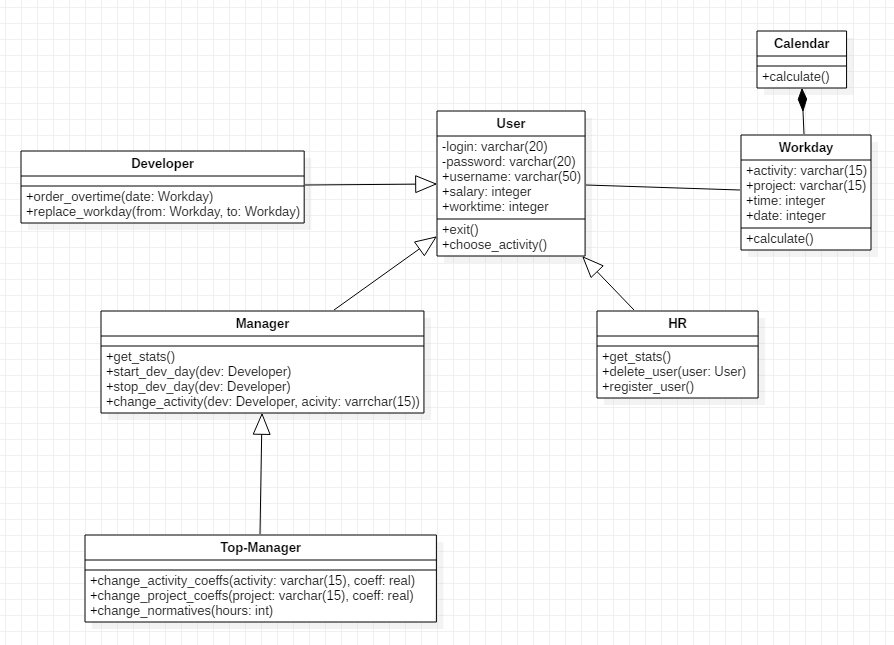 Calendar
+calculate()
User
-login: varchar(20)
-password: varchar(20)
+username: varchar(50)
+salary: integer
+worktime: integer
+exit()
+choose_activity()
Workday
+activity: varchar(15)
+project: varchar(15)
+time: integer
+date: integer
+calculate()
Developer
+order_overtime(date: Workday)
+replace_workday(from: Workday, to: Workday)
Manager
+get_stats()
+start_dev_day(dev: Developer)
+stop_dev_day(dev: Developer)
+change_activity(dev: Developer, acivity: varrchar(15))
HR
+get_stats()
+delete_user(user: User)
+register_user()
Top-Manager
+change_activity_coeffs(activity: varchar(15), coeff: real)
+change_project_coeffs(project: varchar(15), coeff: real)
+change_normatives(hours: int)